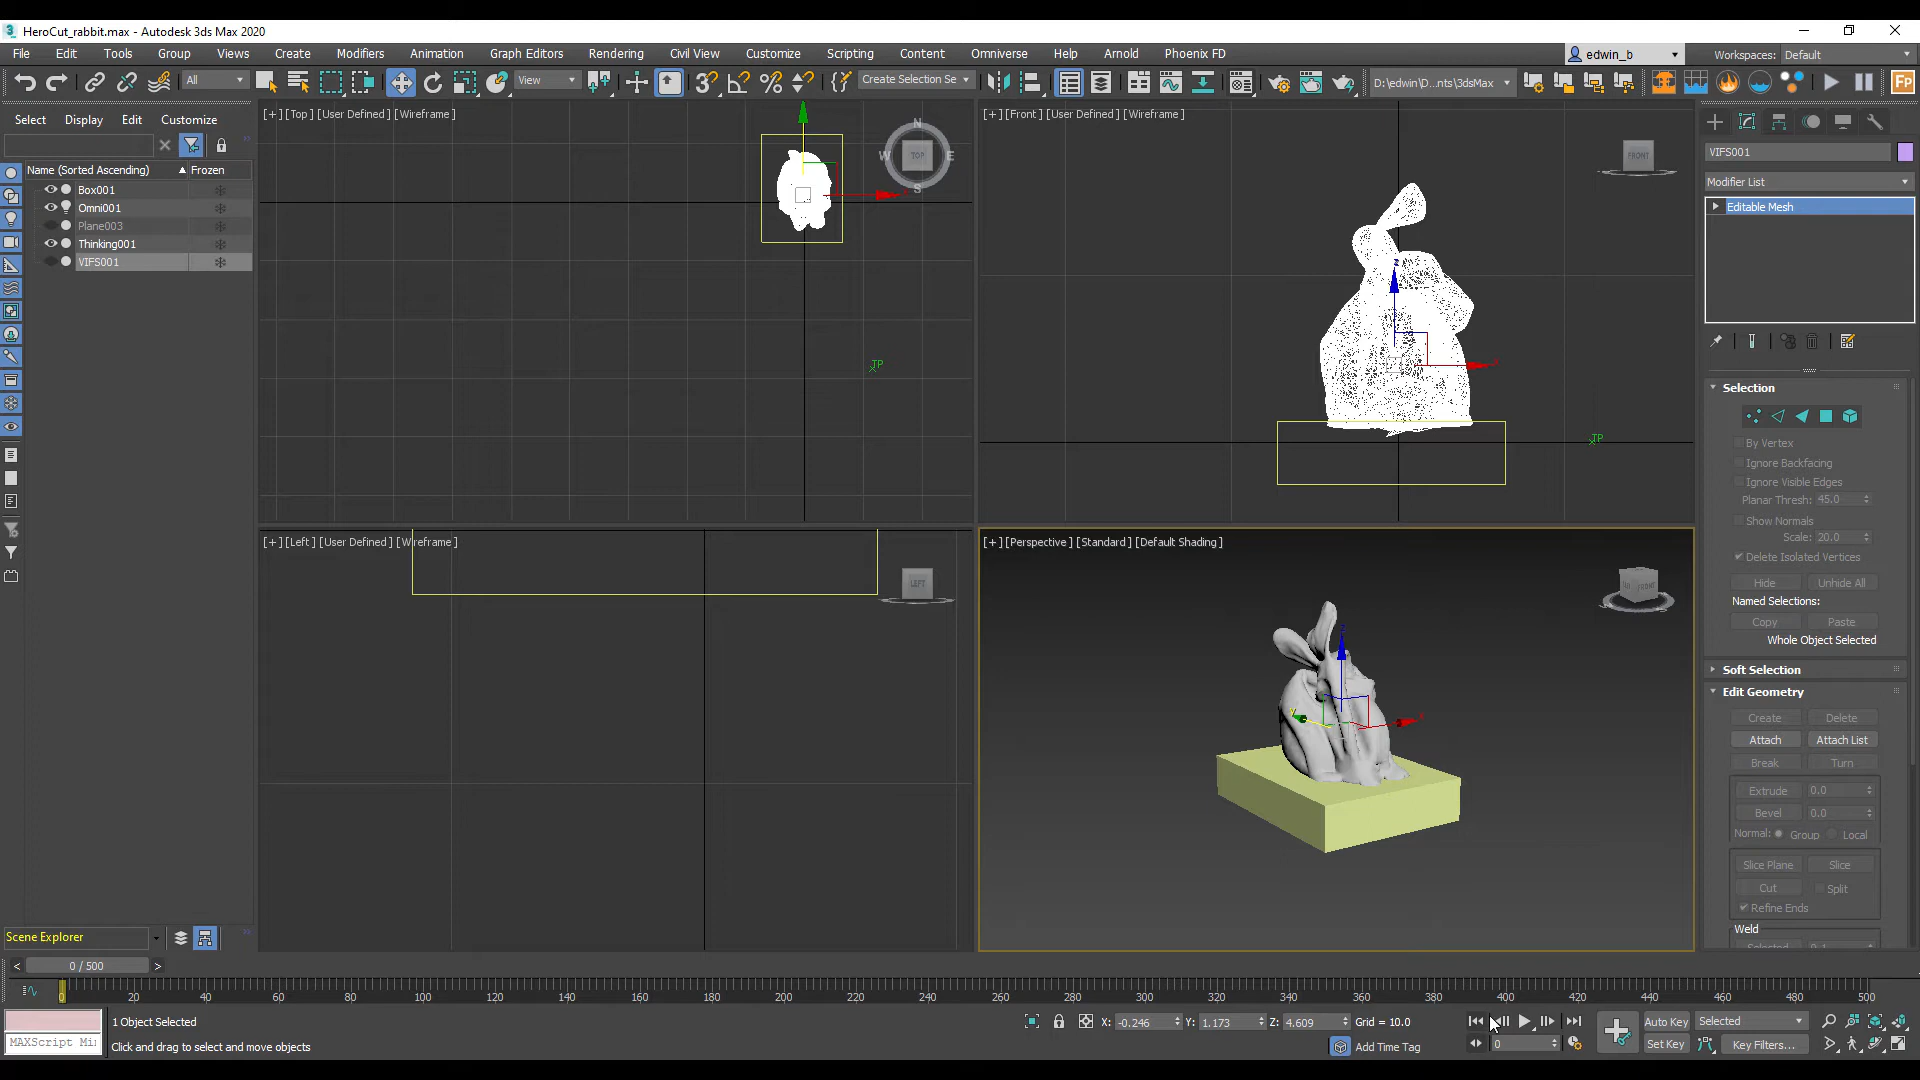 HeroCut_rabbit.max - Autodesk 3ds Max 2020
File Edit Tools Group Views Create Modifiers Animation Graph Editors Rendering Civil View Customize Scripting Content Omniverse Help Arnold Phoenix FD edwin_b Workspaces: Default
All View Create Selection Se D:\edwin\D...nts\3dsMax
Select Display Edit Customize
[+] [Top] [User Defined] [Wireframe]
N
W TOP E
S
TP
[+] [Front] [User Defined] [Wireframe]
FRONT
z
TP
VIFS001
Modifier List
Editable Mesh
Name (Sorted Ascending) Frozen
Box001
Omni001
Plane003
Thinking001
VIFS001
Selection
By Vertex
Ignore Backfacing
Ignore Visible Edges
Planar Thresh: 45.0
Show Normals
Scale: 20.0
Delete Isolated Vertices
Hide Unhide All
Named Selections:
Copy Paste
Whole Object Selected
Soft Selection
Edit Geometry
Create Delete
Attach Attach List
Break Turn
Extrude 0.0
Bevel 0.0
Normal: Group Local
Slice Plane Slice
Cut Split
Refine Ends
Weld
[+] [Left] [User Defined] [Wireframe]
LEFT
[+] [Perspective] [Standard] [Default Shading]
Scene Explorer
< 0 / 500 >
0 20 40 60 80 100 120 140 160 180 200 220 240 260 280 300 320 340 360 380 400 420 440 460 480 500
1 Object Selected
MAXScript Mi
Click and drag to select and move objects
X: -0.246 Y: 1.173 Z: 4.609 Grid = 10.0
Add Time Tag
0
Auto Key Selected
Set Key Key Filters...